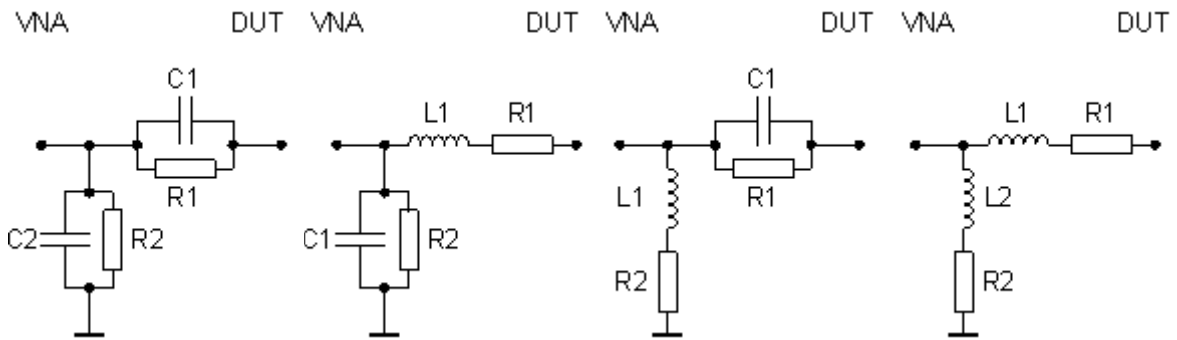 VNA DUT VNA DUT VNA DUT VNA DUT
C1 L1 R1 C1 L1 R1
R1 R1
L1 L2
C2 R2 C1 R2
R2 R2